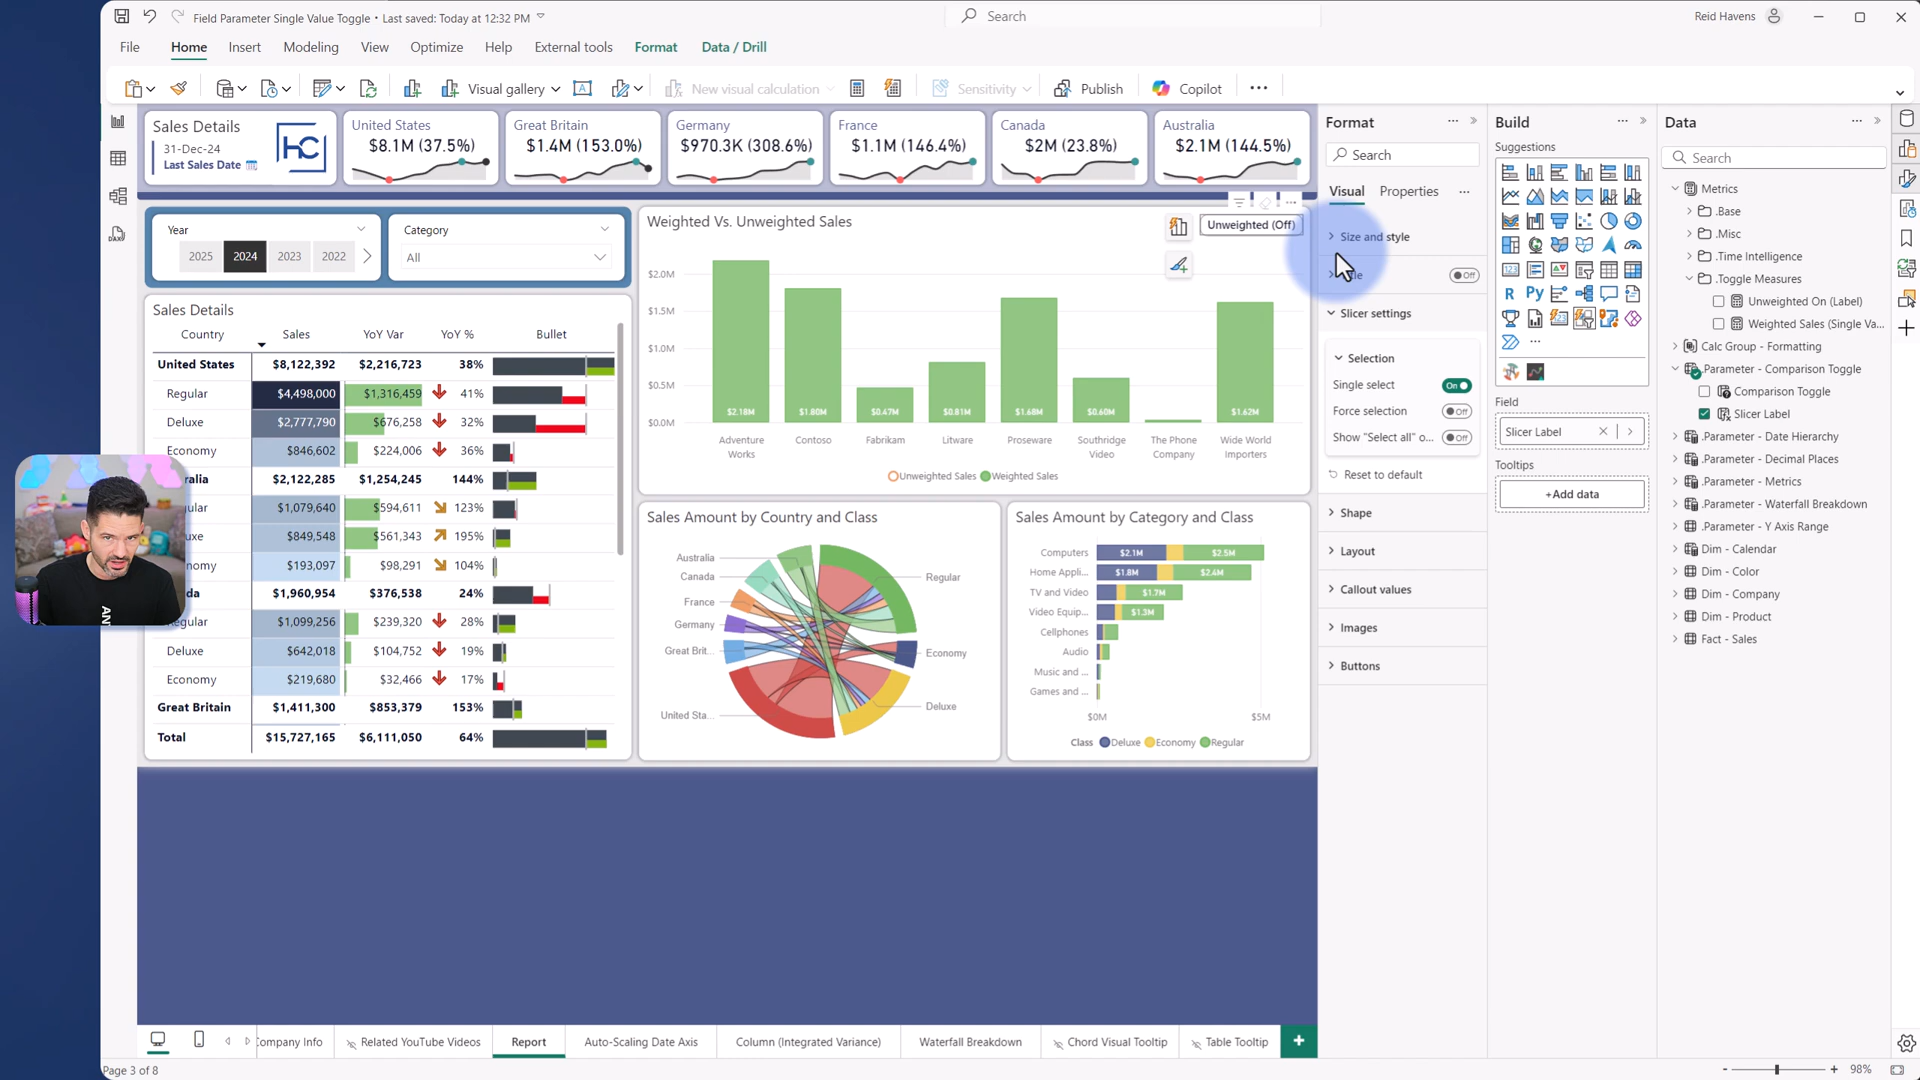 Field Parameter Single Value Toggle • Last saved: Today at 12:32 PM
Search
Reid Havens
File
Home
Insert
Modeling
View
Optimize
Help
External tools
Format
Data / Drill
Visual gallery
New visual calculation
Sensitivity
Publish
Copilot
Sales Details
31-Dec-24
Last Sales Date
HC
United States
$8.1M (37.5%)
Great Britain
$1.4M (153.0%)
Germany
$970.3K (308.6%)
France
$1.1M (146.4%)
Canada
$2M (23.8%)
Australia
$2.1M (144.5%)
Year
2025
2024
2023
2022
Category
All
Sales Details
Country Sales YoY Var YoY % Bullet
United States $8,122,392 $2,216,723 38%
Regular $4,498,000 $1,316,459 41%
Deluxe $2,777,790 $676,258 32%
Economy $846,602 $224,006 36%
ralia $2,122,285 $1,254,245 144%
gular $1,079,640 $594,611 123%
uxe $849,548 $561,343 195%
nomy $193,097 $98,291 104%
da $1,960,954 $376,538 24%
egular $1,099,256 $239,320 28%
Deluxe $642,018 $104,752 19%
Economy $219,680 $32,466 17%
Great Britain $1,411,300 $853,379 153%
Total $15,727,165 $6,111,050 64%
Weighted Vs. Unweighted Sales
Unweighted (Off)
$2.0M
$1.5M
$1.0M
$0.5M
$0.0M
$2.18M
$1.80M
$0.47M
$0.81M
$1.68M
$0.60M
$1.62M
Adventure Works
Contoso
Fabrikam
Litware
Proseware
Southridge Video
The Phone Company
Wide World Importers
Unweighted Sales
Weighted Sales
Sales Amount by Country and Class
Australia
Canada
France
Germany
Great Brit...
United Sta...
Regular
Economy
Deluxe
Sales Amount by Category and Class
Computers
$2.1M
$2.5M
Home Appli...
$1.8M
$2.4M
TV and Video
$1.7M
Video Equip...
$1.3M
Cellphones
Audio
Music and ...
Games and ...
$0M
$5M
Class
Deluxe
Economy
Regular
Format
Search
Visual
Properties
Size and style
Off
Slicer settings
Selection
Single select
On
Force selection
Off
Show "Select all" o...
Off
Reset to default
Shape
Layout
Callout values
Images
Buttons
Build
Suggestions
R
Py
Field
Slicer Label
Tooltips
+Add data
Data
Search
Metrics
.Base
.Misc
.Time Intelligence
.Toggle Measures
Unweighted On (Label)
Weighted Sales (Single Va...
Calc Group - Formatting
.Parameter - Comparison Toggle
Comparison Toggle
Slicer Label
.Parameter - Date Hierarchy
.Parameter - Decimal Places
.Parameter - Metrics
.Parameter - Waterfall Breakdown
.Parameter - Y Axis Range
Dim - Calendar
Dim - Color
Dim - Company
Dim - Product
Fact - Sales
AN
Company Info
Related YouTube Videos
Report
Auto-Scaling Date Axis
Column (Integrated Variance)
Waterfall Breakdown
Chord Visual Tooltip
Table Tooltip
Page 3 of 8
98%